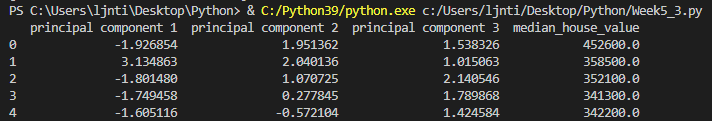 PS C:\Users\ljnti\Desktop\Python> & C:/Python39/python.exe c:/Users/ljnti/Desktop/Python/Week5_3.py
principal component 1 principal component 2 principal component 3 median_house_value
0 -1.926854 1.951362 1.538326 452600.0
1 3.134863 2.040136 1.015063 358500.0
2 -1.801480 1.070725 2.140546 352100.0
3 -1.749458 0.277845 1.789868 341300.0
4 -1.605116 -0.572104 1.424584 342200.0